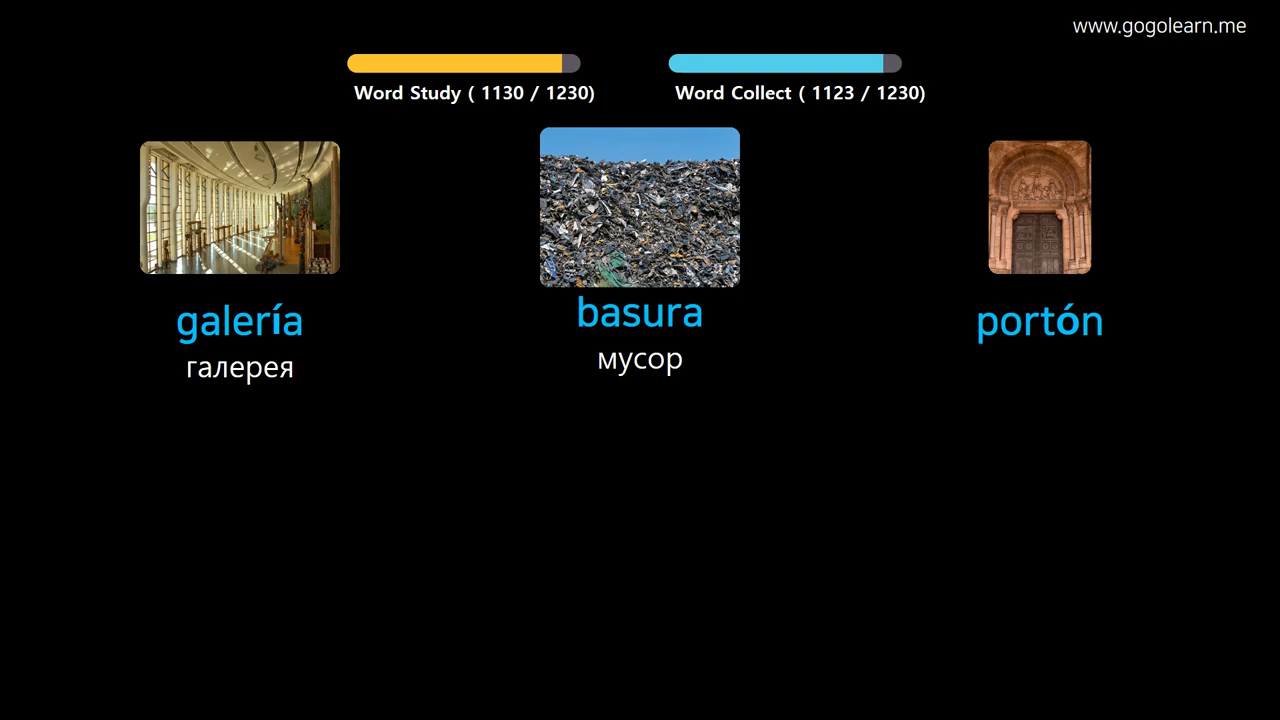 www.gogolearn.me
Word Study ( 1130 / 1230)
Word Collect ( 1123 / 1230)
galería
галерея
basura
мусор
portón